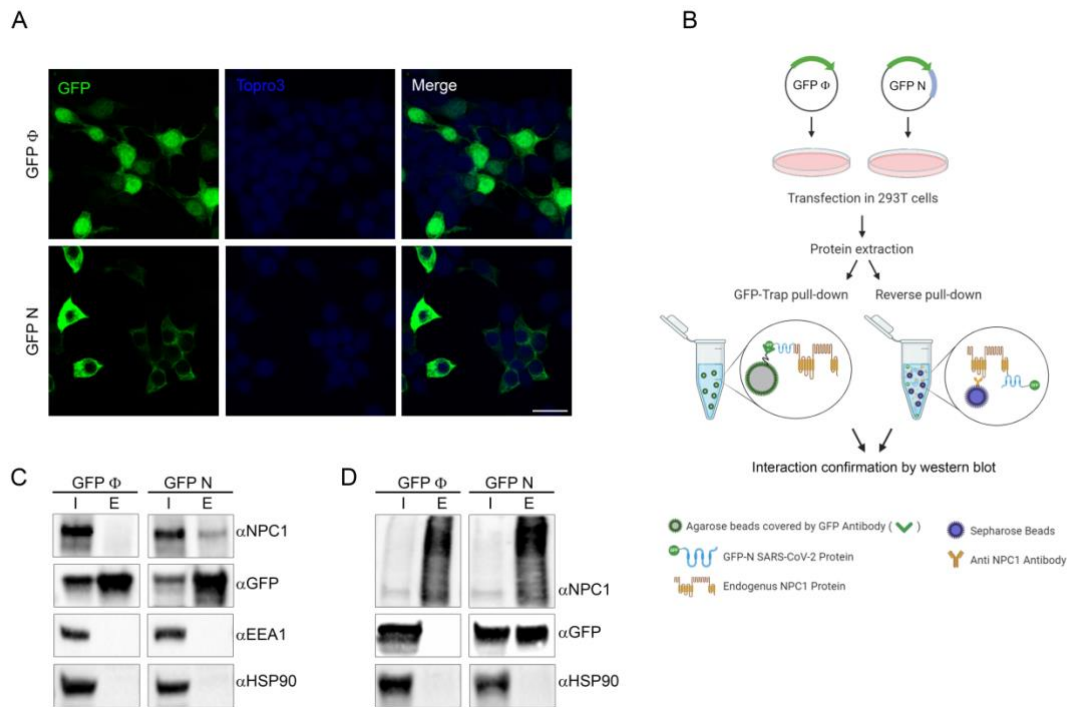 A
GFP
Topro3
Merge
GFP Φ
GFP N
B
GFP Φ
GFP N
Transfection in 293T cells
Protein extraction
GFP-Trap pull-down
Reverse pull-down
Interaction confirmation by western blot
Agarose beads covered by GFP Antibody ( )
GFP-N SARS-CoV-2 Protein
Endogenus NPC1 Protein
Sepharose Beads
Anti NPC1 Antibody
C
GFP Φ
GFP N
I
E
I
E
αNPC1
αGFP
αEEA1
αHSP90
D
GFP Φ
GFP N
I
E
I
E
αNPC1
αGFP
αHSP90